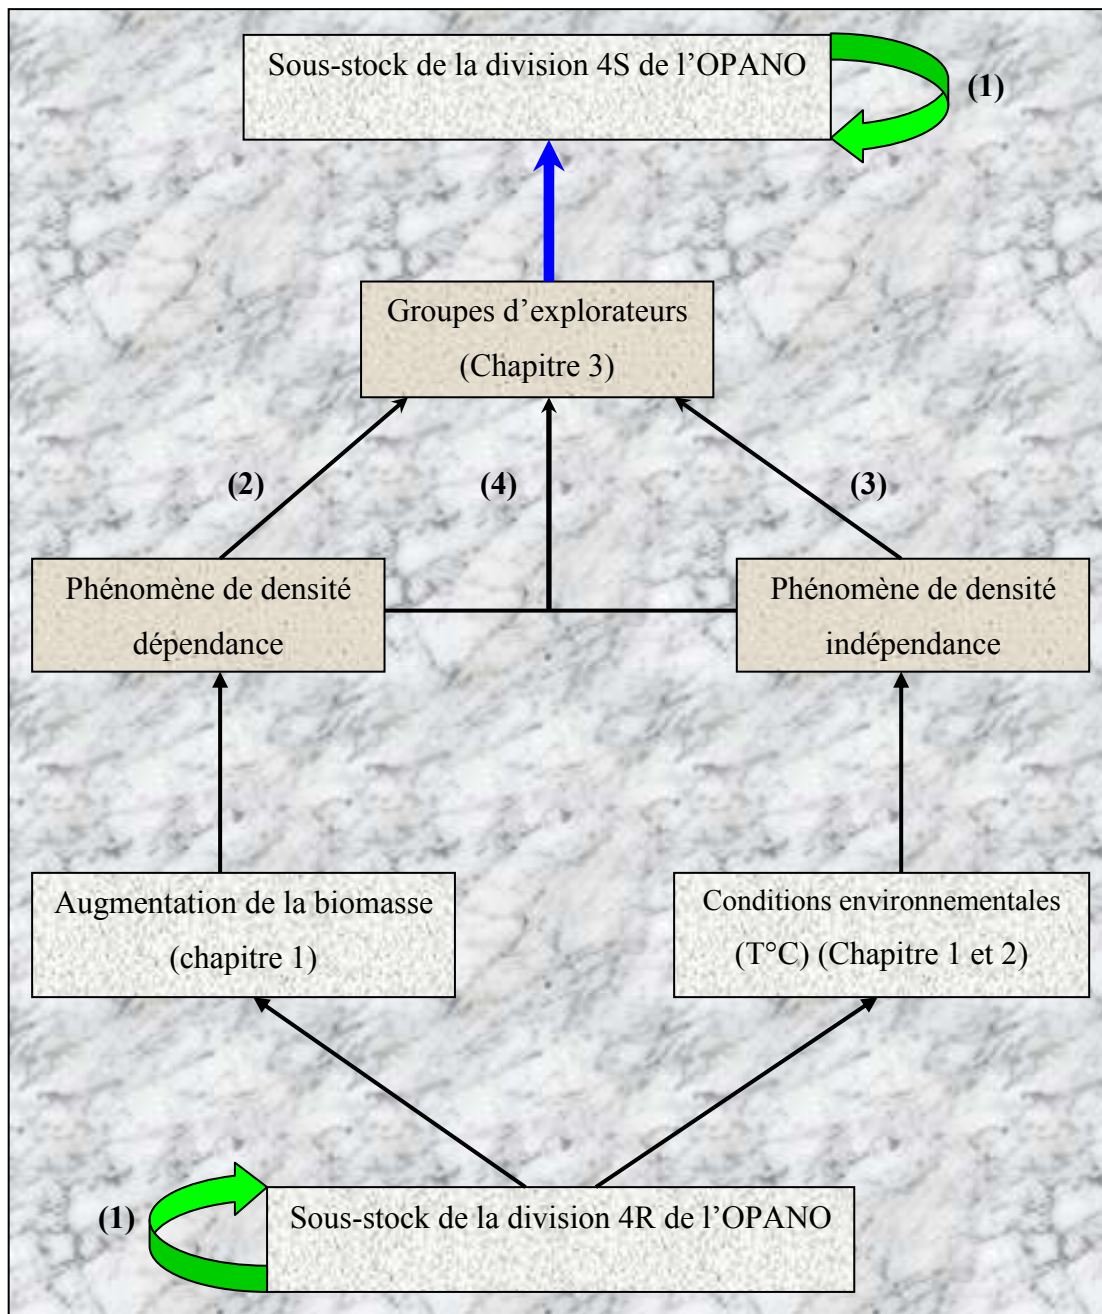 Sous-stock de la division 4S de l’OPANO
(1)
Groupes d’explorateurs
(Chapitre 3)
(2)
(4)
(3)
Phénomène de densité
dépendance
Phénomène de densité
indépendance
Augmentation de la biomasse
(chapitre 1)
Conditions environnementales
(T°C) (Chapitre 1 et 2)
(1)
Sous-stock de la division 4R de l’OPANO